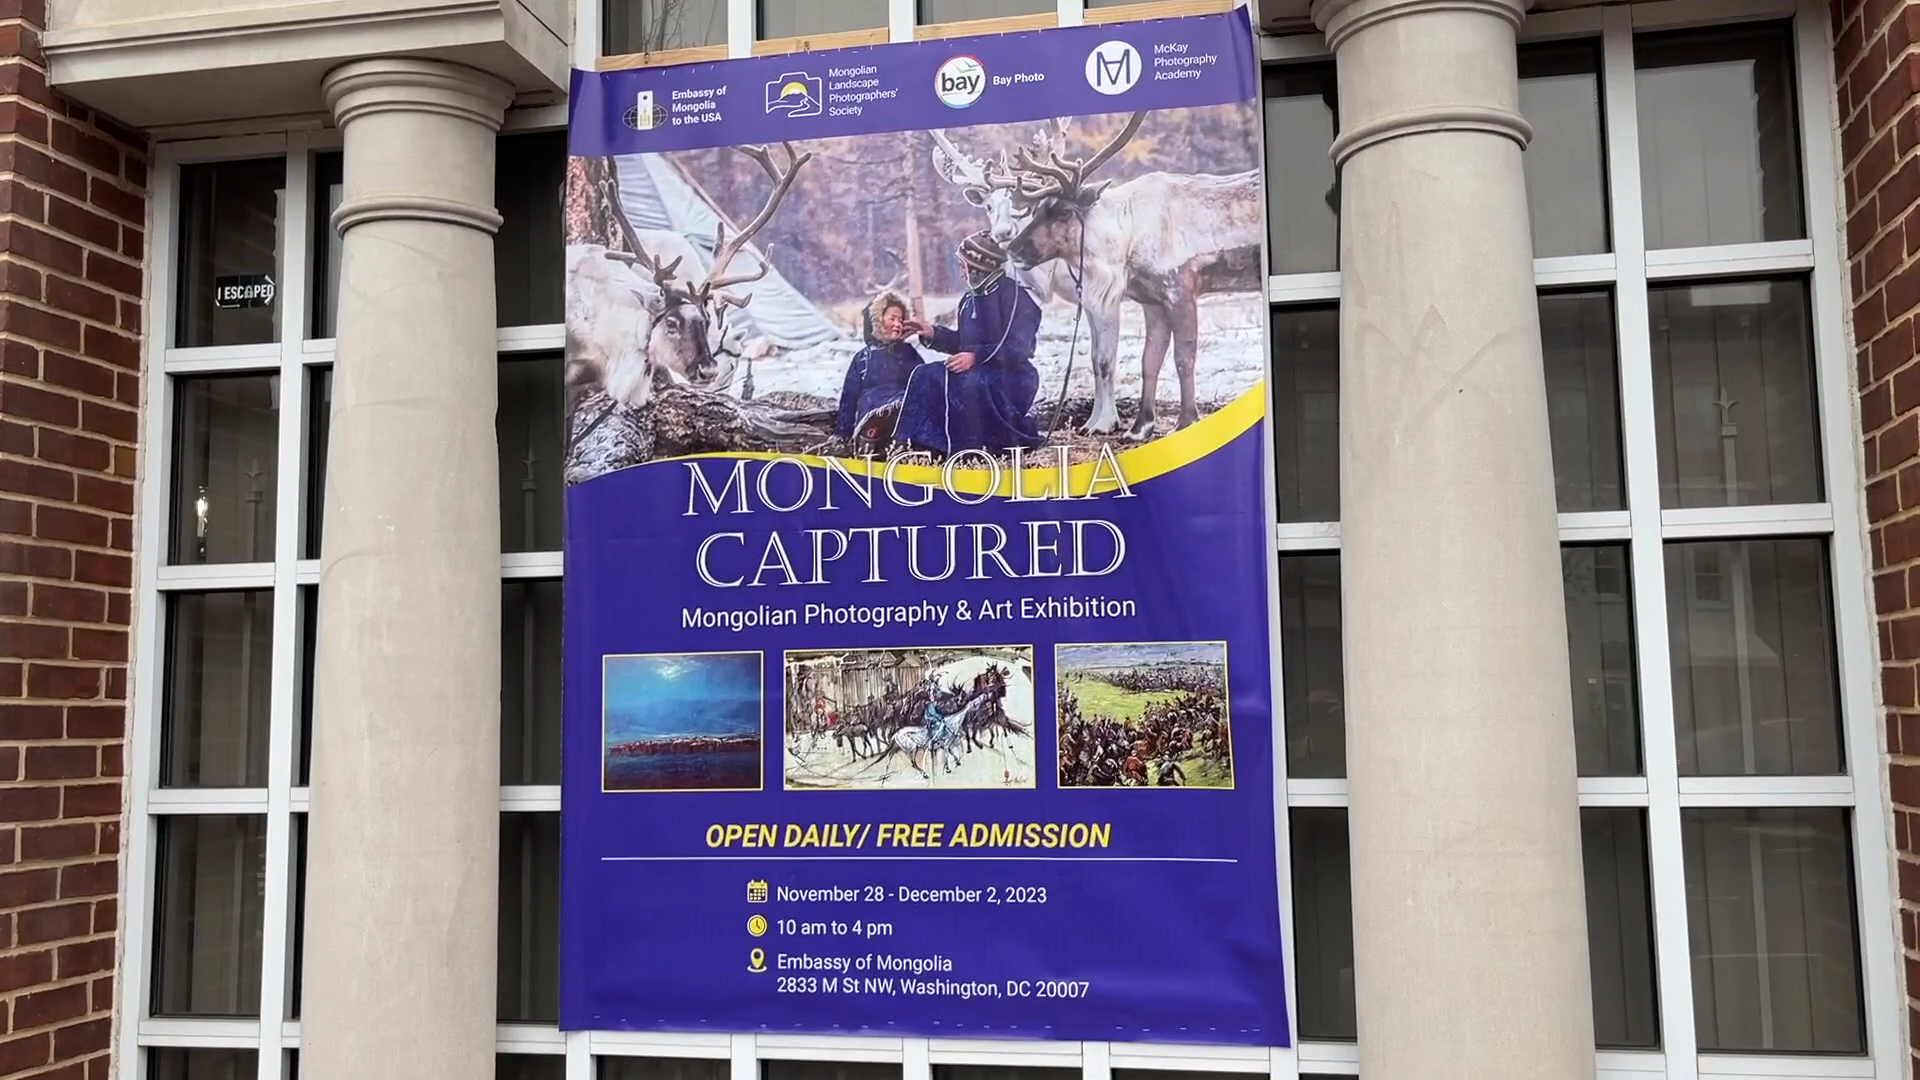 Embassy of
Mongolia
to the USA
Mongolian
Landscape
Photographers'
Society
bay
Bay Photo
McKay
Photography
Academy
I ESCAPED
MONGOLIA
CAPTURED
Mongolian Photography & Art Exhibition
OPEN DAILY/ FREE ADMISSION
November 28 - December 2, 2023
10 am to 4 pm
Embassy of Mongolia
2833 M St NW, Washington, DC 20007